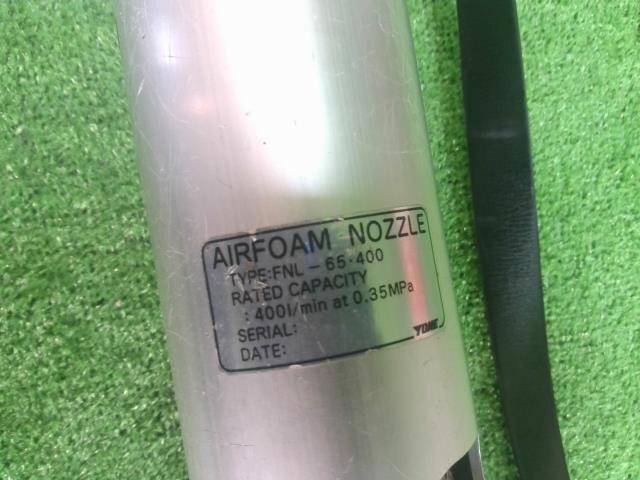 AIRFOAM NOZZLE
TYPE:FNL-65·400
RATED CAPACITY
: 400l/min at 0.35MPa
SERIAL:
DATE:
YONE